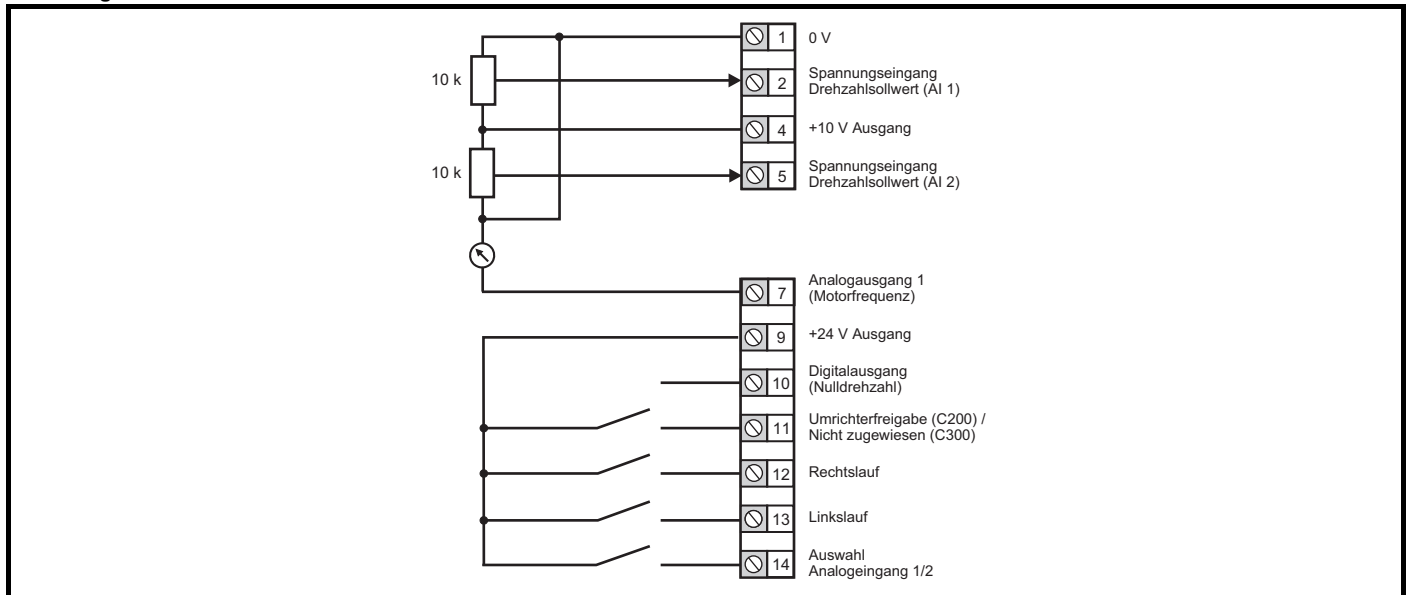 10 k
1 0 V
2 Spannungseingang
Drehzahlsollwert (AI 1)
4 +10 V Ausgang
10 k
5 Spannungseingang
Drehzahlsollwert (AI 2)
7 Analogausgang 1
(Motorfrequenz)
9 +24 V Ausgang
10 Digitalausgang
(Nulldrehzahl)
11 Umrichterfreigabe (C200) /
Nicht zugewiesen (C300)
12 Rechtslauf
13 Linkslauf
14 Auswahl
Analogeingang 1/2